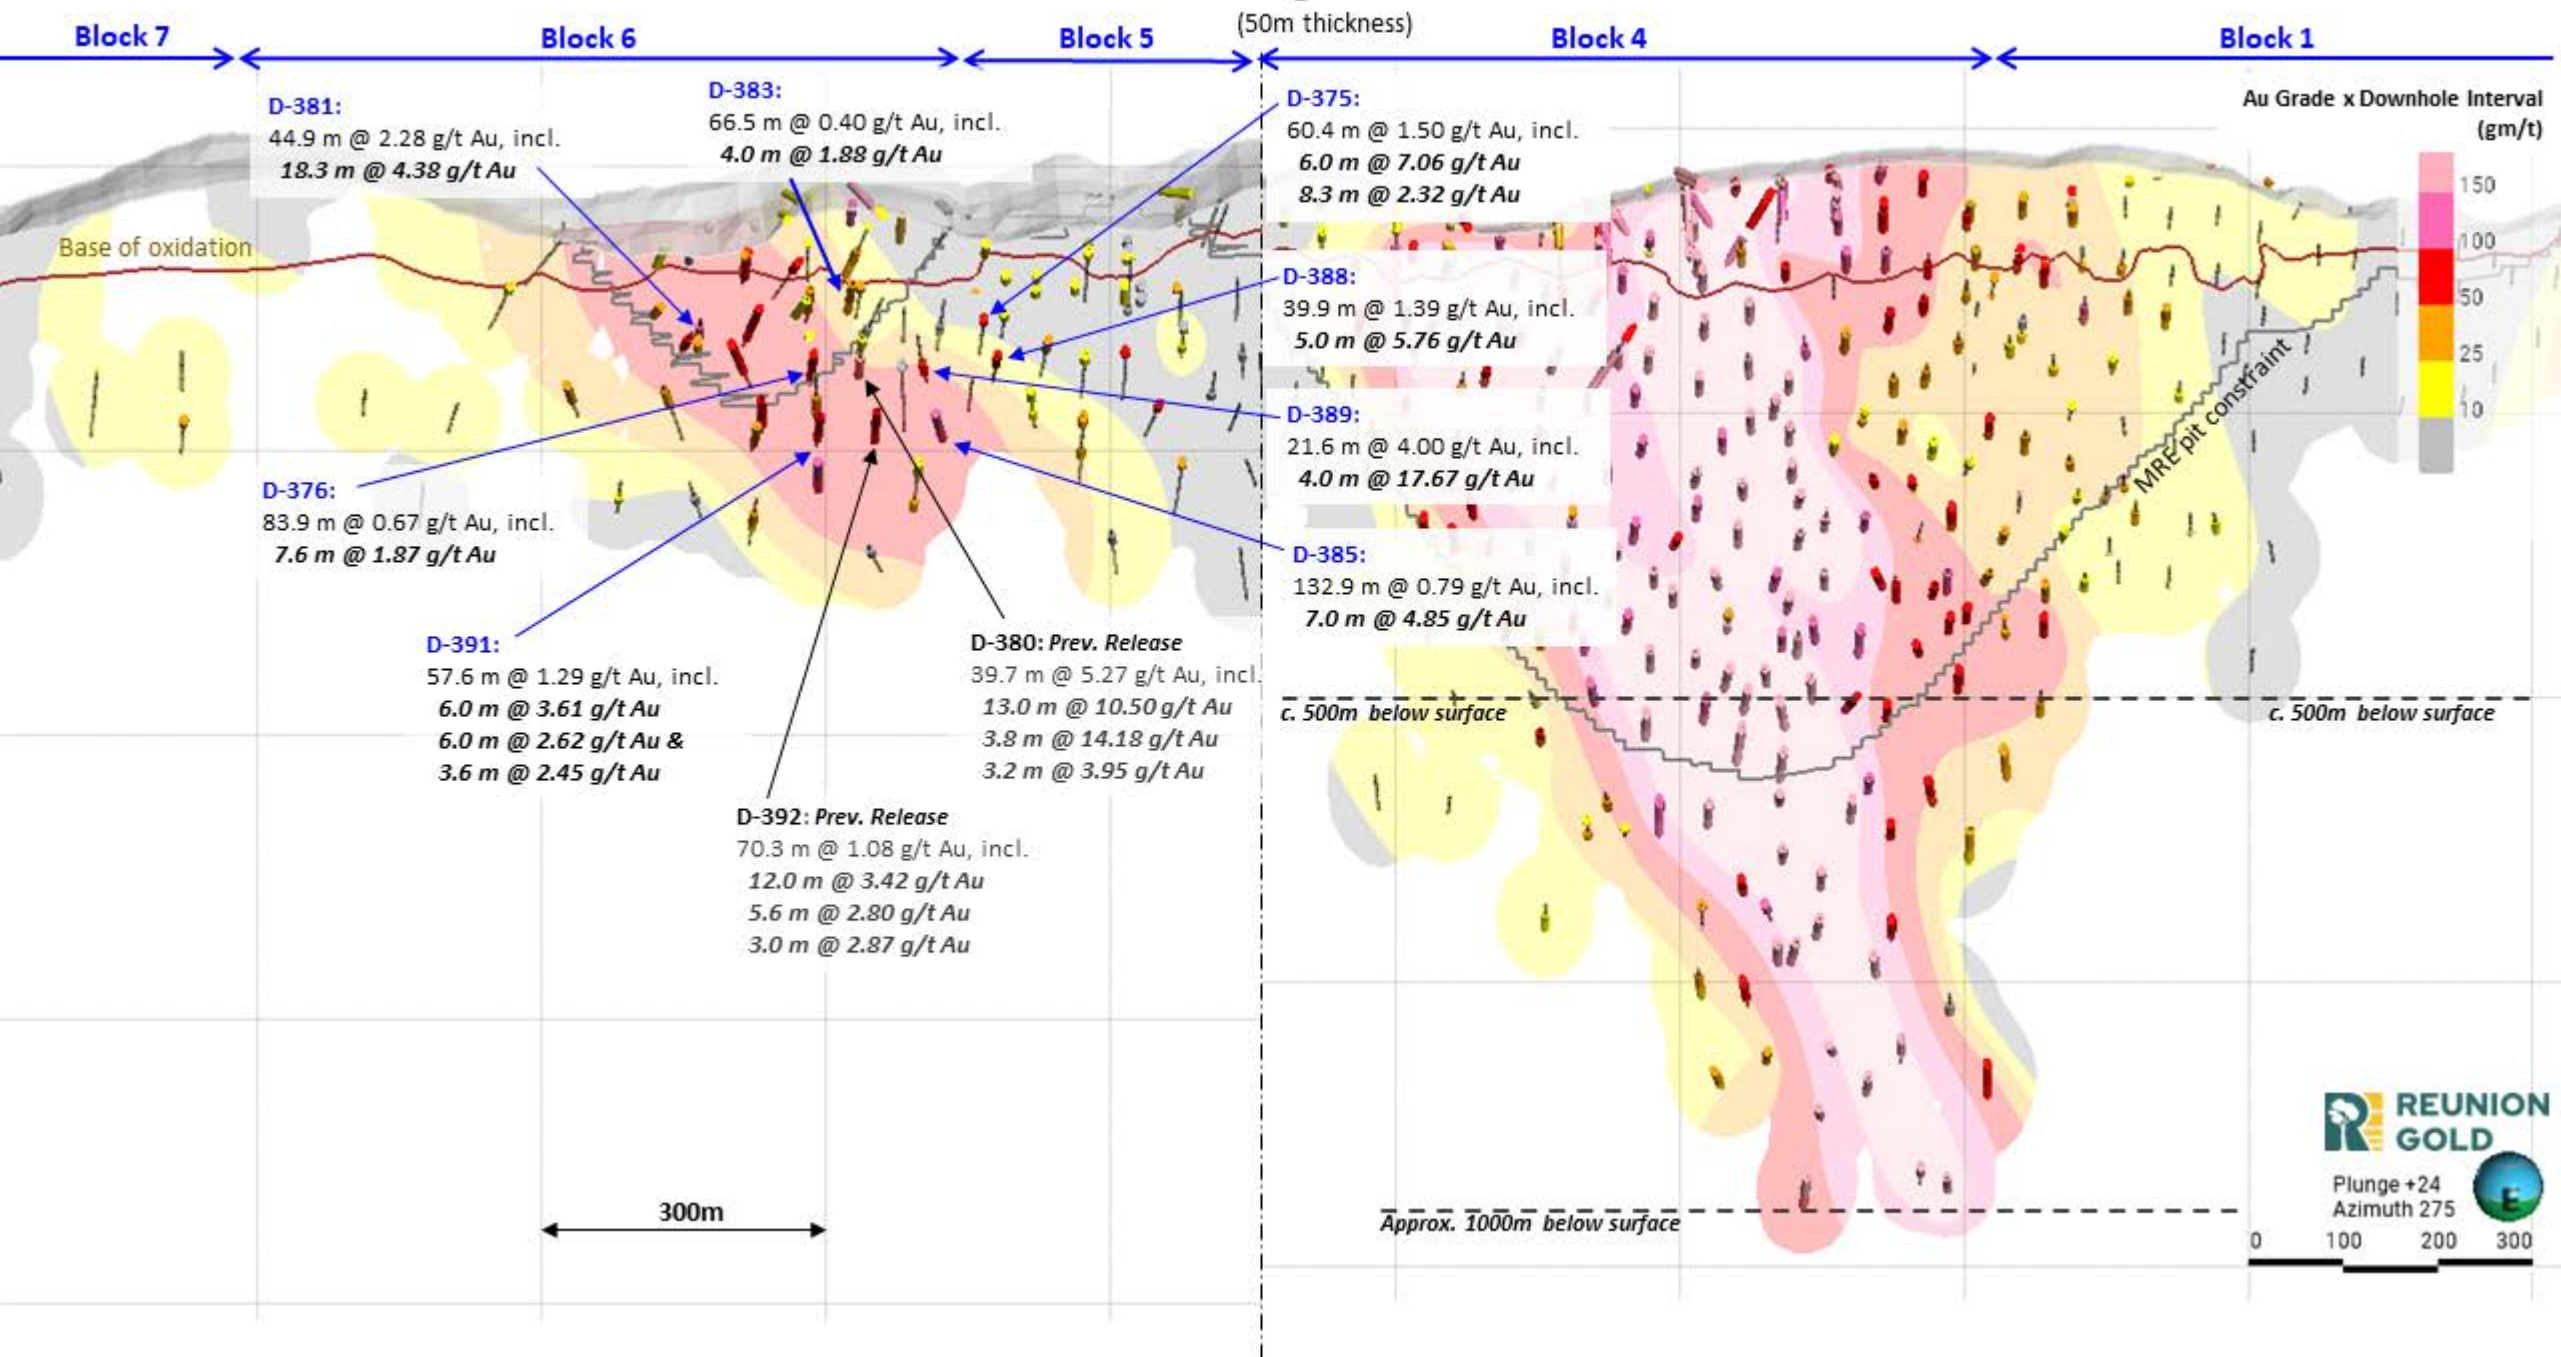 (50m thickness)
Block 7
Block 6
Block 5
Block 4
Block 1
D-381:
44.9 m @ 2.28 g/t Au, incl.
18.3 m @ 4.38 g/t Au
D-383:
66.5 m @ 0.40 g/t Au, incl.
4.0 m @ 1.88 g/t Au
D-375:
60.4 m @ 1.50 g/t Au, incl.
6.0 m @ 7.06 g/t Au
8.3 m @ 2.32 g/t Au
Au Grade x Downhole Interval
(gm/t)
150
100
50
25
10
Base of oxidation
D-388:
39.9 m @ 1.39 g/t Au, incl.
5.0 m @ 5.76 g/t Au
D-389:
21.6 m @ 4.00 g/t Au, incl.
4.0 m @ 17.67 g/t Au
MRE pit constraint
D-376:
83.9 m @ 0.67 g/t Au, incl.
7.6 m @ 1.87 g/t Au
D-385:
132.9 m @ 0.79 g/t Au, incl.
7.0 m @ 4.85 g/t Au
D-391:
57.6 m @ 1.29 g/t Au, incl.
6.0 m @ 3.61 g/t Au
6.0 m @ 2.62 g/t Au &
3.6 m @ 2.45 g/t Au
D-380: Prev. Release
39.7 m @ 5.27 g/t Au, incl.
13.0 m @ 10.50 g/t Au
3.8 m @ 14.18 g/t Au
3.2 m @ 3.95 g/t Au
c. 500m below surface
c. 500m below surface
D-392: Prev. Release
70.3 m @ 1.08 g/t Au, incl.
12.0 m @ 3.42 g/t Au
5.6 m @ 2.80 g/t Au
3.0 m @ 2.87 g/t Au
300m
Approx. 1000m below surface
REUNION
GOLD
Plunge +24
Azimuth 275
E
0 100 200 300